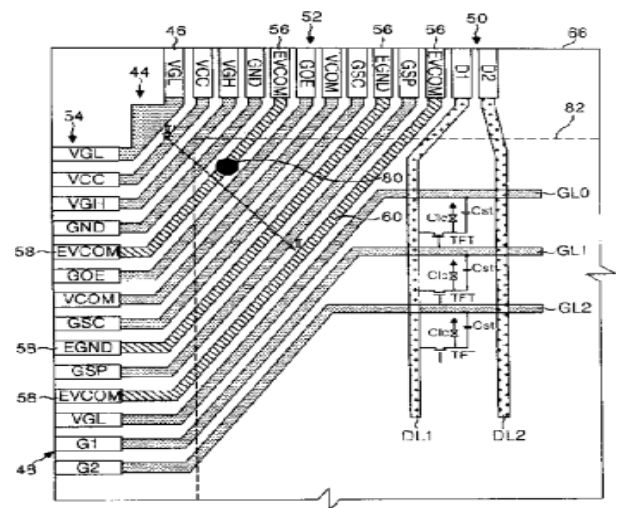 46 56 52 56 56 50 66
44
VGL VCC VGH GND EVCOM GOE VCOM GSC EGND GSP EVCOM D1 D2
54
82
VGL
VCC
80
VGH
60
GL0
GND
Clc Cst
58 EVCOM
TFT
GL1
GOE
Clc Cst
VCOM
TFT
GL2
GSC
Clc Cst
58 EGND
TFT
GSP
58 EVCOM
VGL
DL1 DL2
G1
48
G2